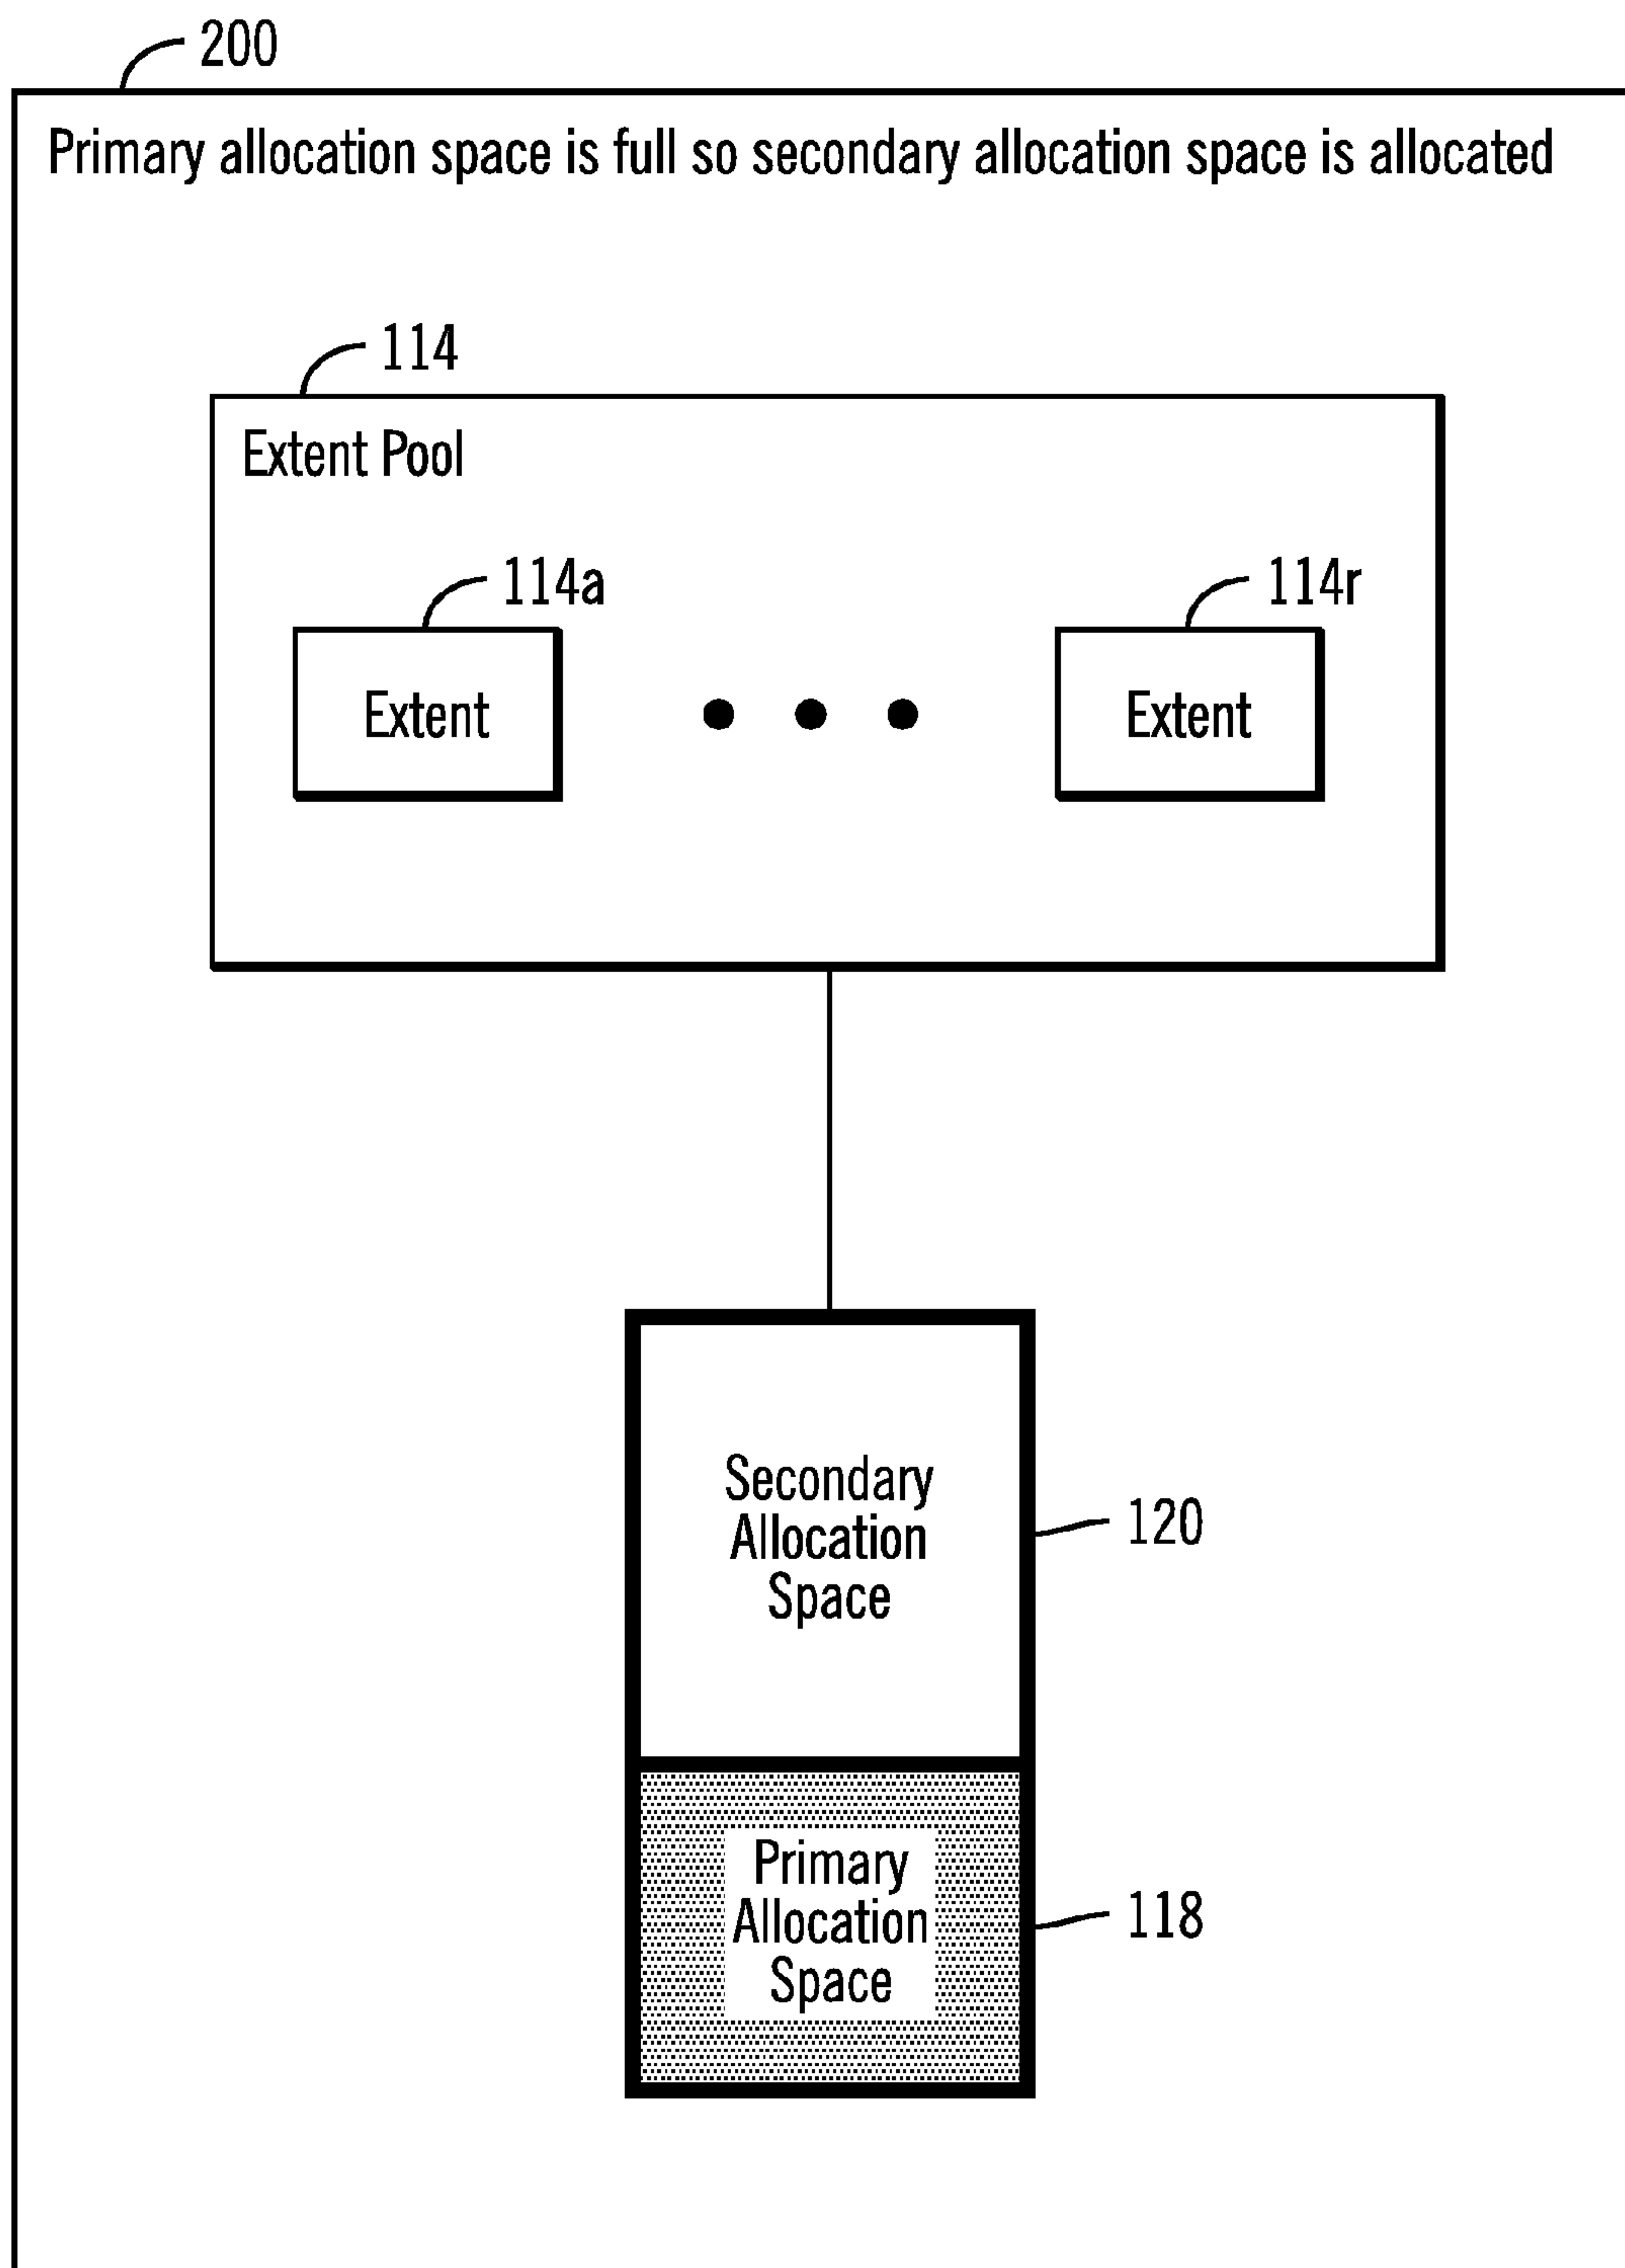 200
Primary allocation space is full so secondary allocation space is allocated
114
Extent Pool
114a
114r
Extent
Extent
Secondary
Allocation
Space
120
Primary
Allocation
Space
118